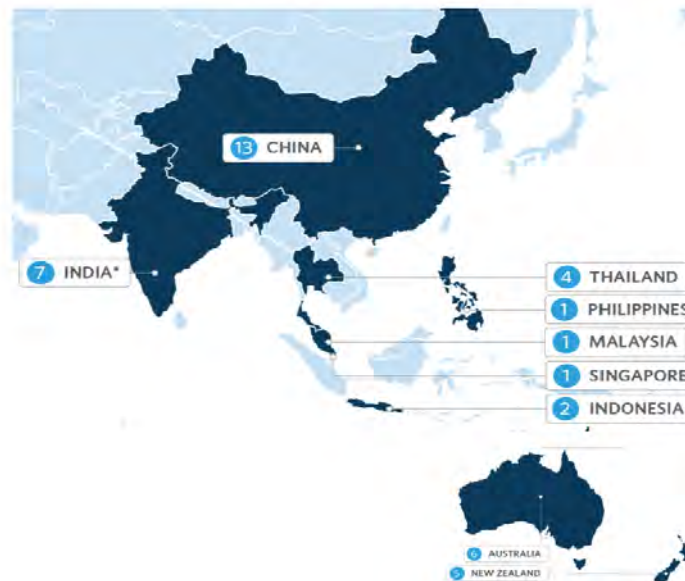 13 CHINA
7 INDIA*
4 THAILAND
1 PHILIPPINES
1 MALAYSIA
1 SINGAPORE
2 INDONESIA
6 AUSTRALIA
5 NEW ZEALAND